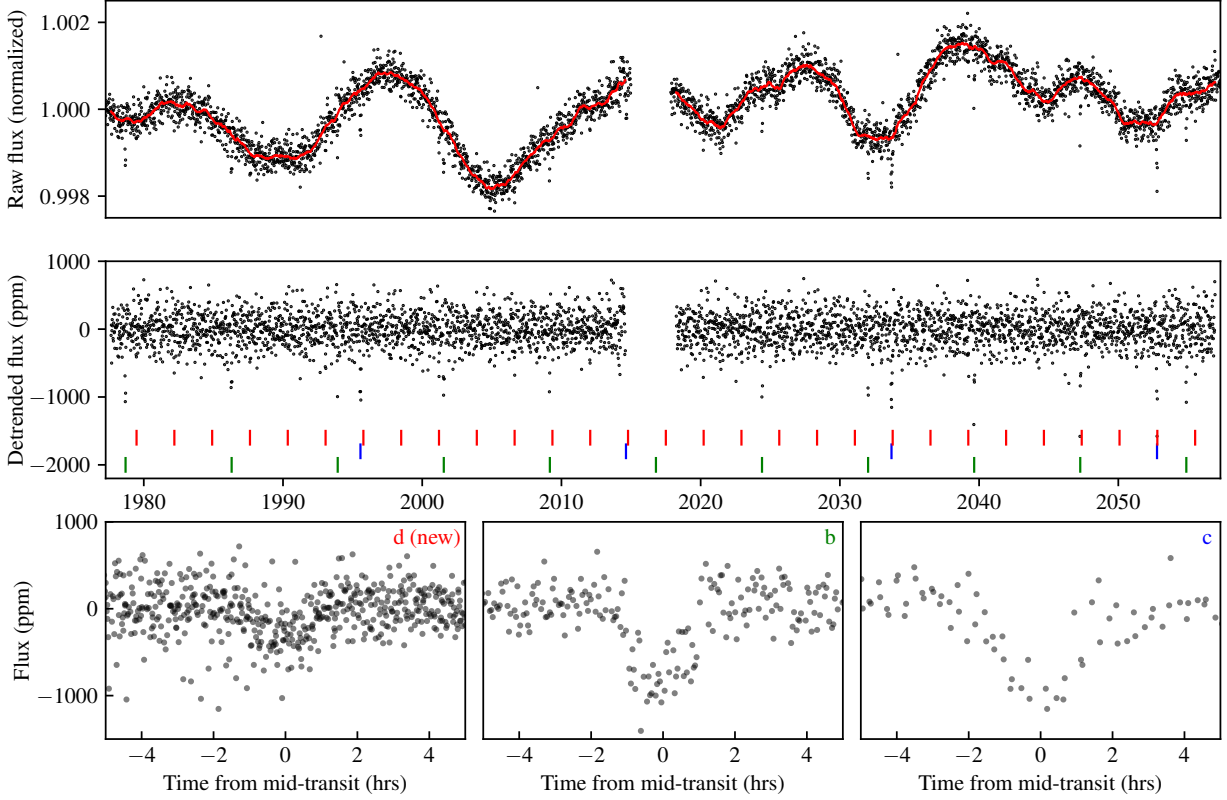 Raw flux (normalized)
1.002
1.000
0.998
Detrended flux (ppm)
1000
0
−1000
−2000
1980 1990 2000 2010 2020 2030 2040 2050
Flux (ppm)
1000
0
−1000
d (new)
b
c
−4 −2 0 2 4
−4 −2 0 2 4
−4 −2 0 2 4
Time from mid-transit (hrs)
Time from mid-transit (hrs)
Time from mid-transit (hrs)